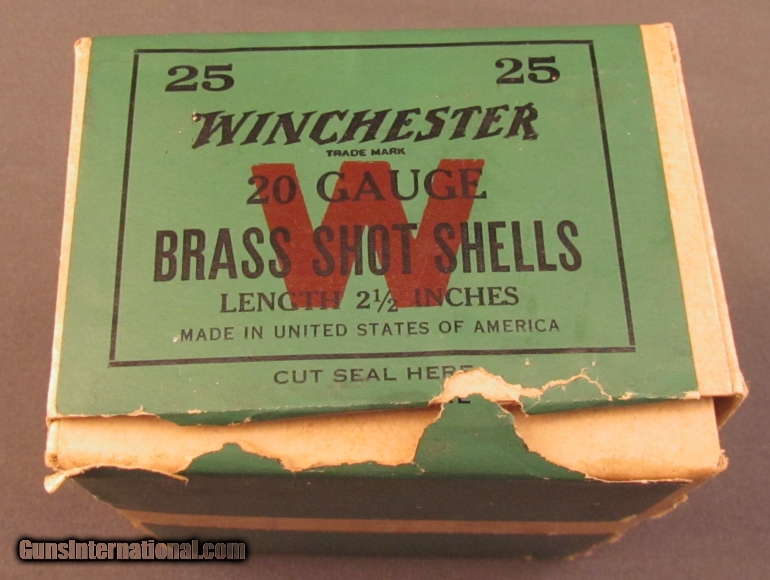 25 25
WINCHESTER
TRADE MARK
W
20 GAUGE
BRASS SHOT SHELLS
LENGTH 2½ INCHES
MADE IN UNITED STATES OF AMERICA
CUT SEAL HERE
GunsInternational.com